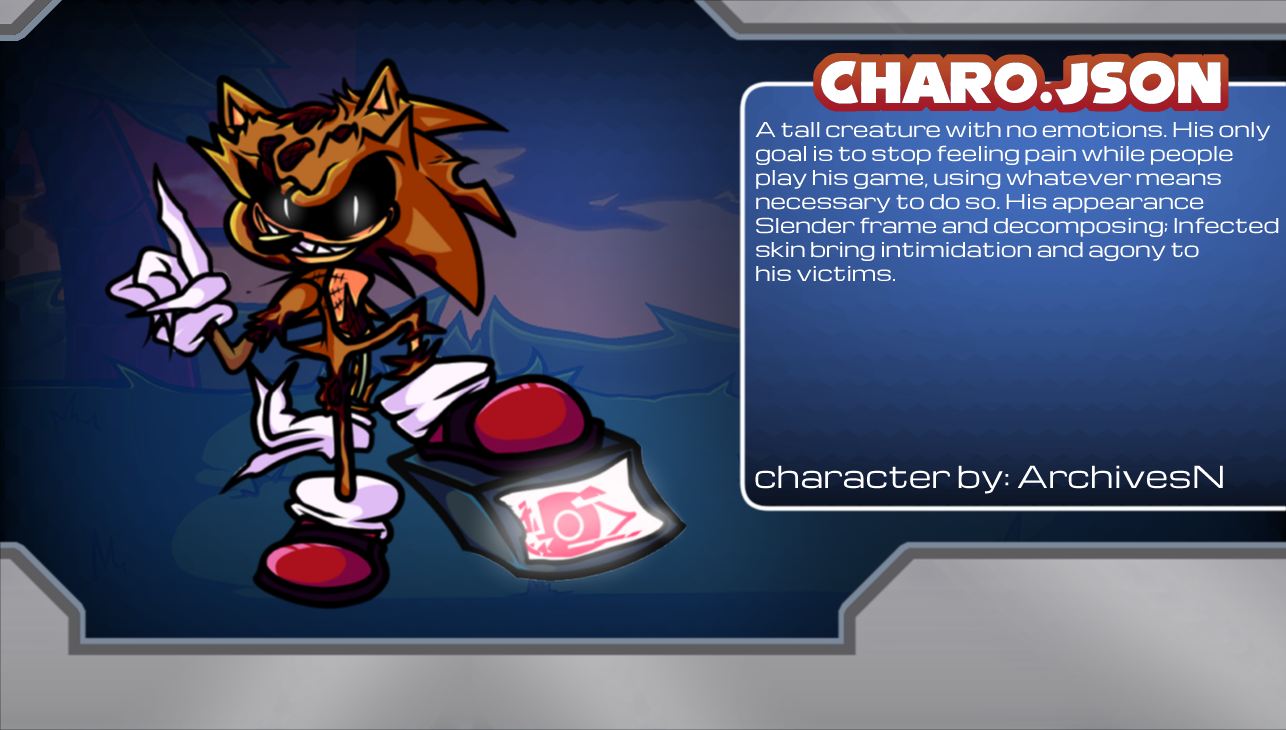 CHARO.JSON
A tall creature with no emotions. His only
goal is to stop feeling pain while people
play his game, using whatever means
necessary to do so. His appearance
Slender frame and decomposing; Infected
skin bring intimidation and agony to
his victims.
character by: ArchivesN